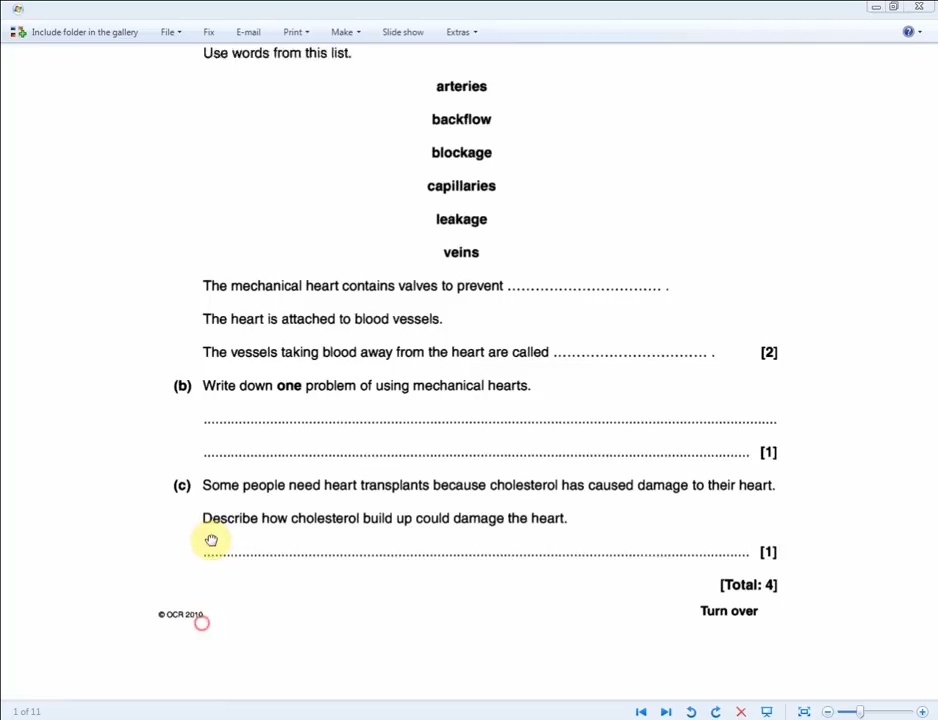 Include folder in the gallery File Fix E-mail Print Make Slide show Extras
Use words from this list.
arteries
backflow
blockage
capillaries
leakage
veins
The mechanical heart contains valves to prevent ................................. .
The heart is attached to blood vessels.
The vessels taking blood away from the heart are called ................................. . [2]
(b) Write down one problem of using mechanical hearts.
..........................................................................................................................
.................................................................................................................... [1]
(c) Some people need heart transplants because cholesterol has caused damage to their heart.
Describe how cholesterol build up could damage the heart.
.................................................................................................................... [1]
[Total: 4]
© OCR 2010 Turn over
1 of 11